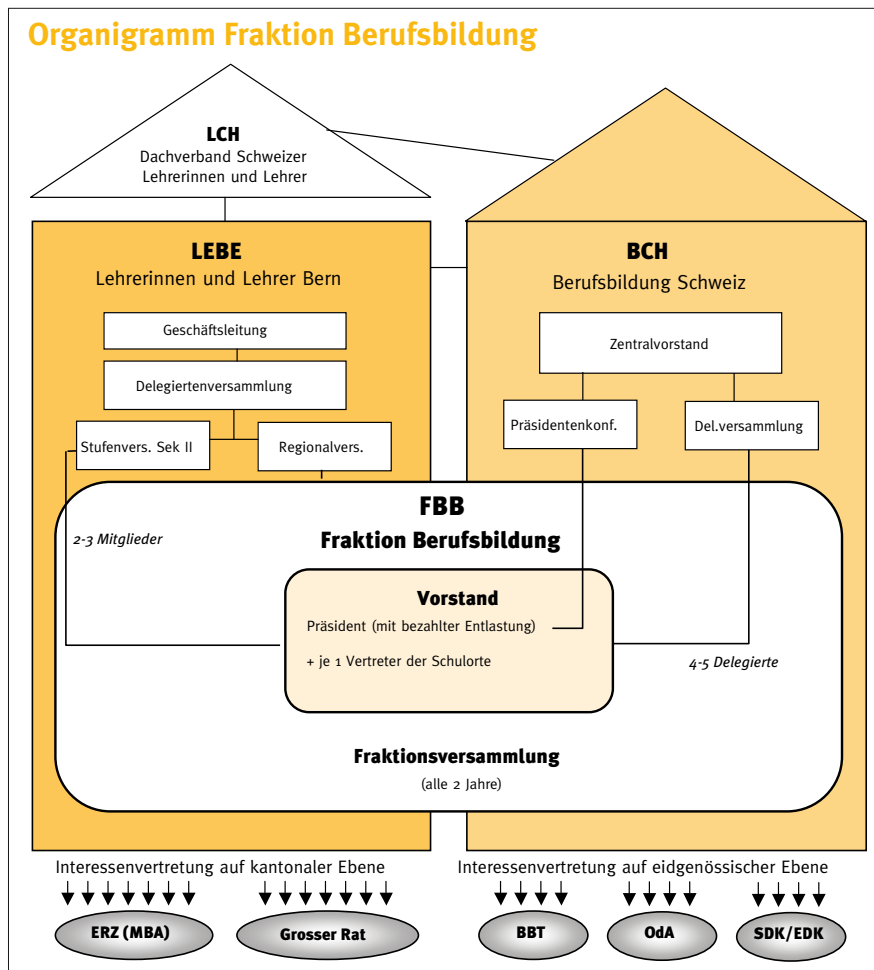 Organigramm Fraktion Berufsbildung
LCH
Dachverband Schweizer
Lehrerinnen und Lehrer
LEBE
Lehrerinnen und Lehrer Bern
Geschäftsleitung
Delegiertenversammlung
Stufenvers. Sek II
Regionalvers.
BCH
Berufsbildung Schweiz
Zentralvorstand
Präsidentenkonf.
Del.versammlung
FBB
Fraktion Berufsbildung
2-3 Mitglieder
Vorstand
Präsident (mit bezahlter Entlastung)
+ je 1 Vertreter der Schulorte
4-5 Delegierte
Fraktionsversammlung
(alle 2 Jahre)
Interessenvertretung auf kantonaler Ebene
ERZ (MBA)
Grosser Rat
Interessenvertretung auf eidgenössischer Ebene
BBT
OdA
SDK/EDK